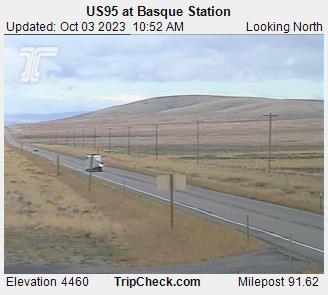 US95 at Basque Station
Updated: Oct 03 2023 10:52 AM Looking North
Elevation 4460 TripCheck.com Milepost 91.62